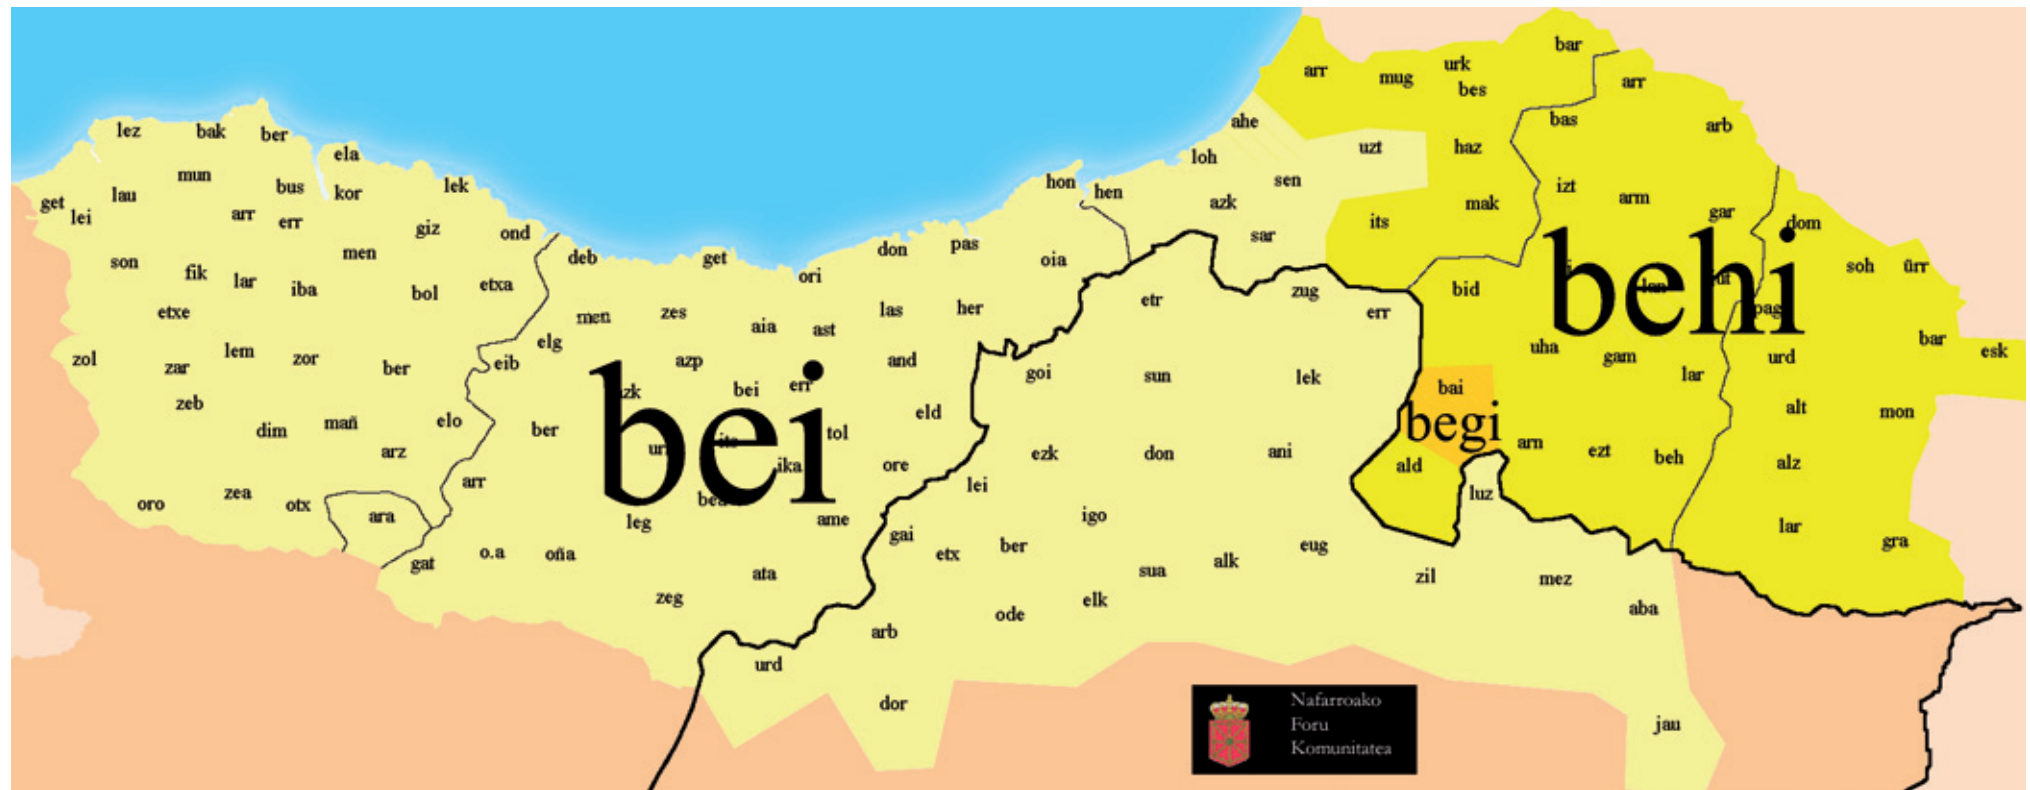 bar
arr
mug
urk
bes
arr
lez
bak
ber
ahe
bas
arb
ela
loh
uzt
haz
mun
bus
kor
lek
hon
hen
sen
izt
arm
get
lei
lau
arr
err
azk
mak
gar
giz
ond
sar
its
dom
men
don
pas
oia
son
fik
lar
iba
bol
etxa
deb
get
ori
soh
ürr
etxe
etr
zug
err
bid
behi
pag
men
zes
aia
ast
las
her
elg
zol
zar
lem
zor
ber
eib
azp
and
goi
sun
lek
uha
gam
lar
urd
bar
esk
zeb
bei
err
bei
eld
bai
begi
alt
mon
dim
mañ
elo
ber
tol
arz
ika
ore
ezk
don
ani
ald
arn
ezt
beh
alz
oro
zea
otx
arr
lei
luz
ara
leg
ame
igo
lar
gra
gat
o.a
oña
ata
gai
etx
ber
sua
alk
eug
zil
mez
zeg
ode
elk
aba
urd
arb
dor
jau
Nafarroako
Foru
Komunitatea